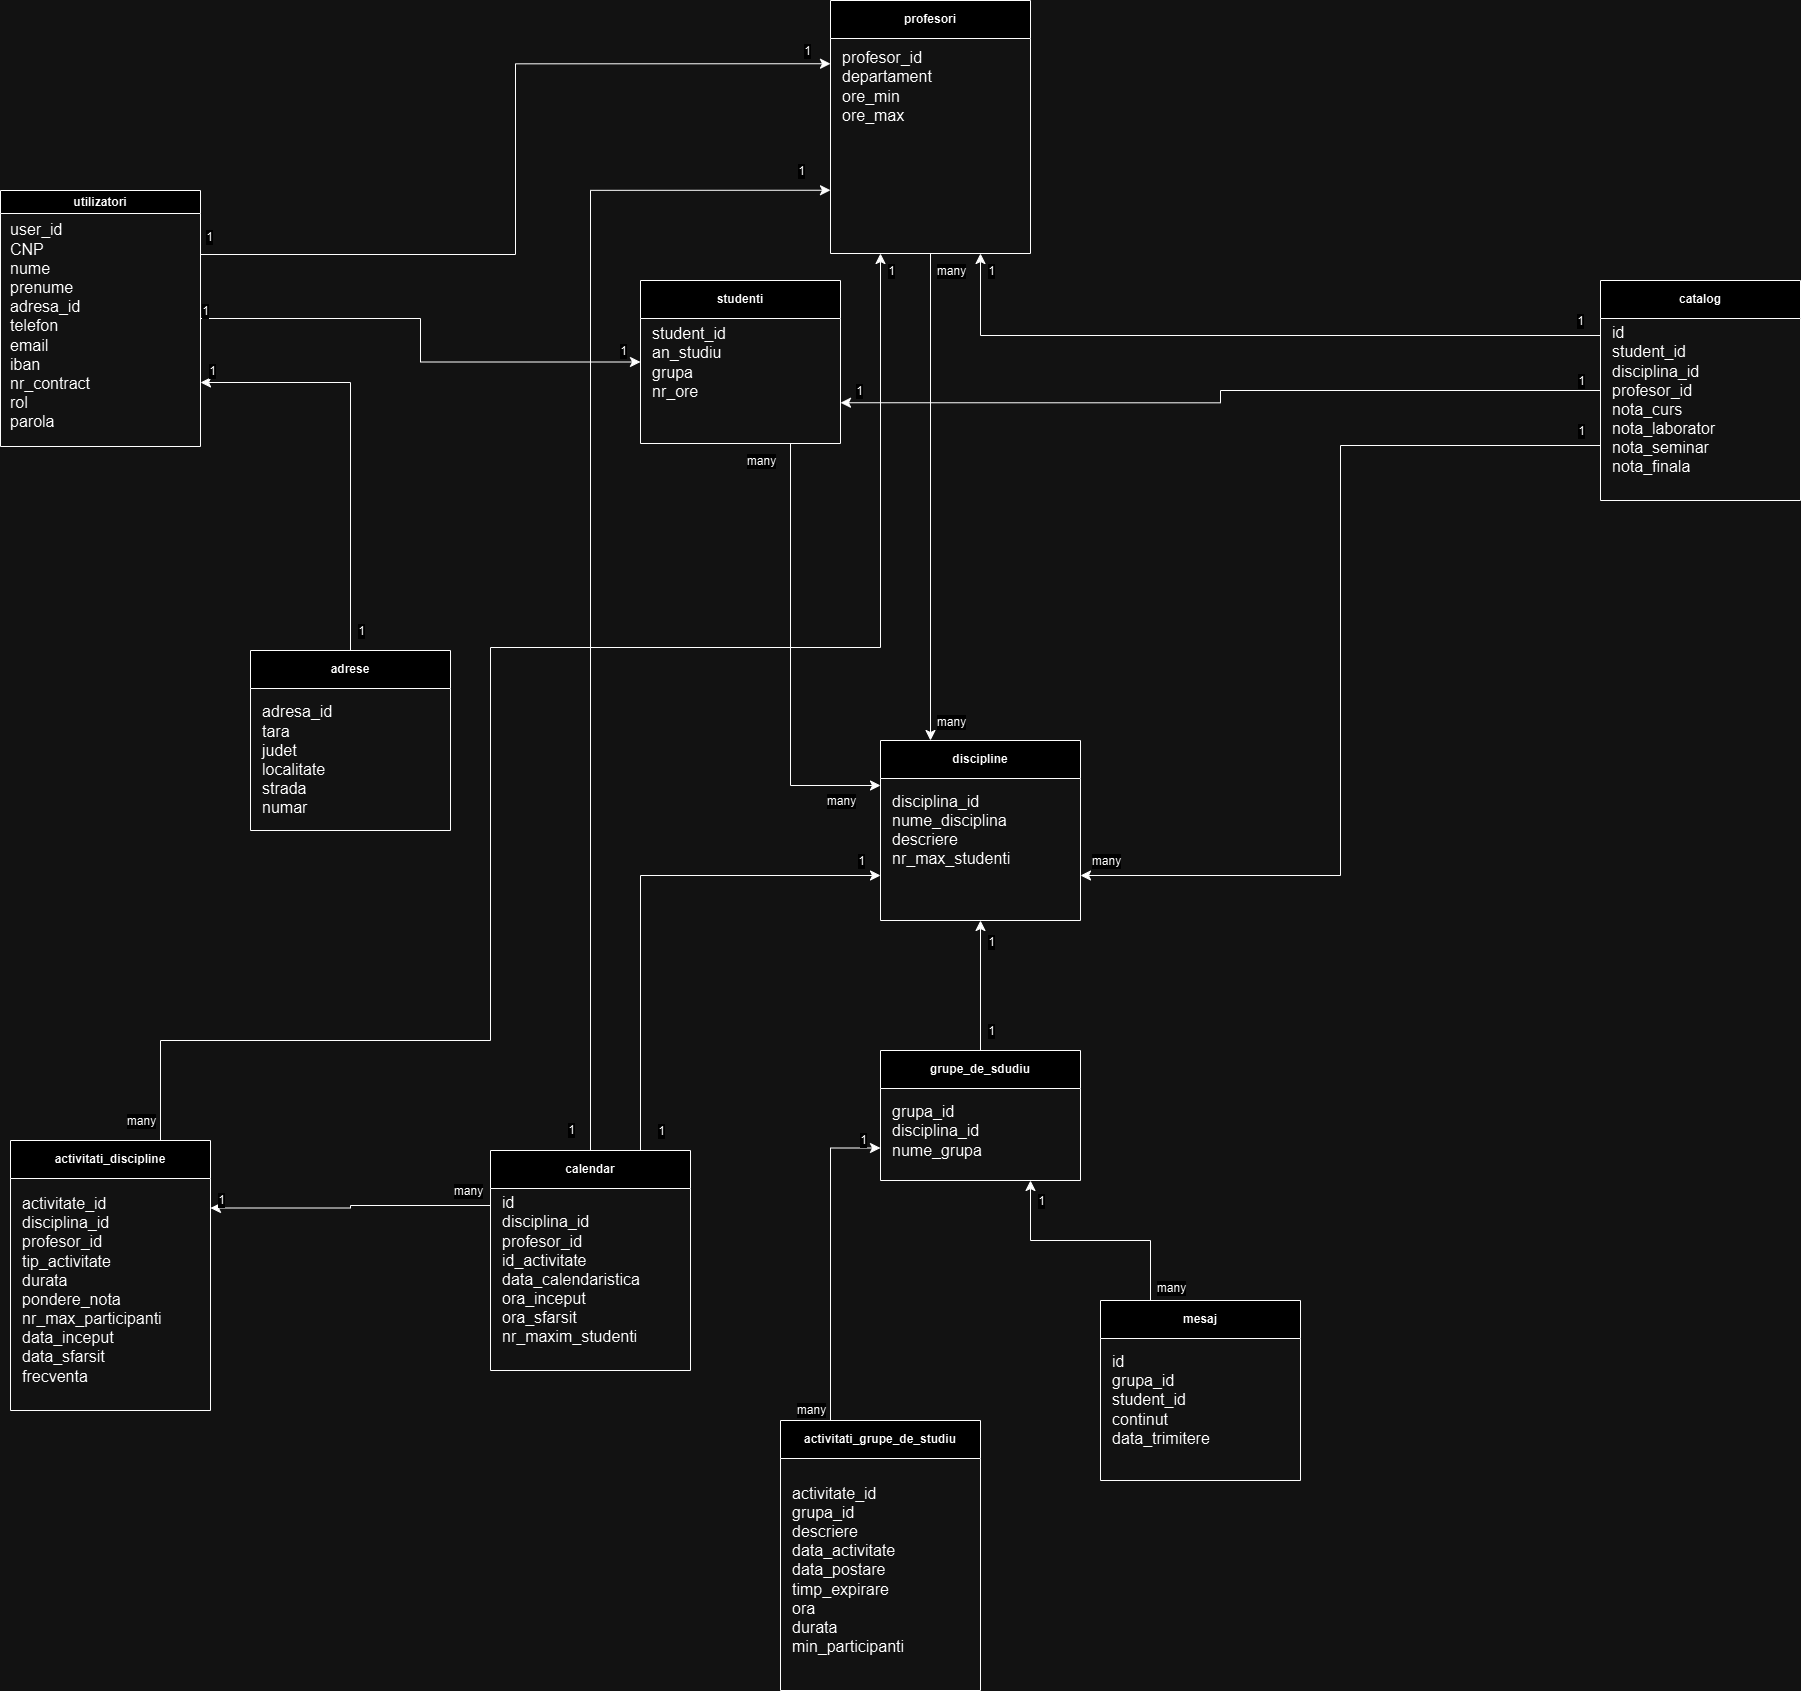 profesori
profesor_id
departament
ore_min
ore_max
1
1
utilizatori
user_id
CNP
nume
prenume
adresa_id
telefon
email
iban
nr_contract
rol
parola
1
1
1
1
many
1
studenti
student_id
an_studiu
grupa
nr_ore
1
1
many
catalog
id
student_id
disciplina_id
profesor_id
nota_curs
nota_laborator
nota_seminar
nota_finala
1
1
1
1
adrese
adresa_id
tara
judet
localitate
strada
numar
many
discipline
disciplina_id
nume_disciplina
descriere
nr_max_studenti
many
1
many
1
1
grupe_de_sdudiu
grupa_id
disciplina_id
nume_grupa
1
1
many
activitati_discipline
activitate_id
disciplina_id
profesor_id
tip_activitate
durata
pondere_nota
nr_max_participanti
data_inceput
data_sfarsit
frecventa
1
many
1
1
calendar
id
disciplina_id
profesor_id
id_activitate
data_calendaristica
ora_inceput
ora_sfarsit
nr_maxim_studenti
many
mesaj
id
grupa_id
student_id
continut
data_trimitere
many
activitati_grupe_de_studiu
activitate_id
grupa_id
descriere
data_activitate
data_postare
timp_expirare
ora
durata
min_participanti